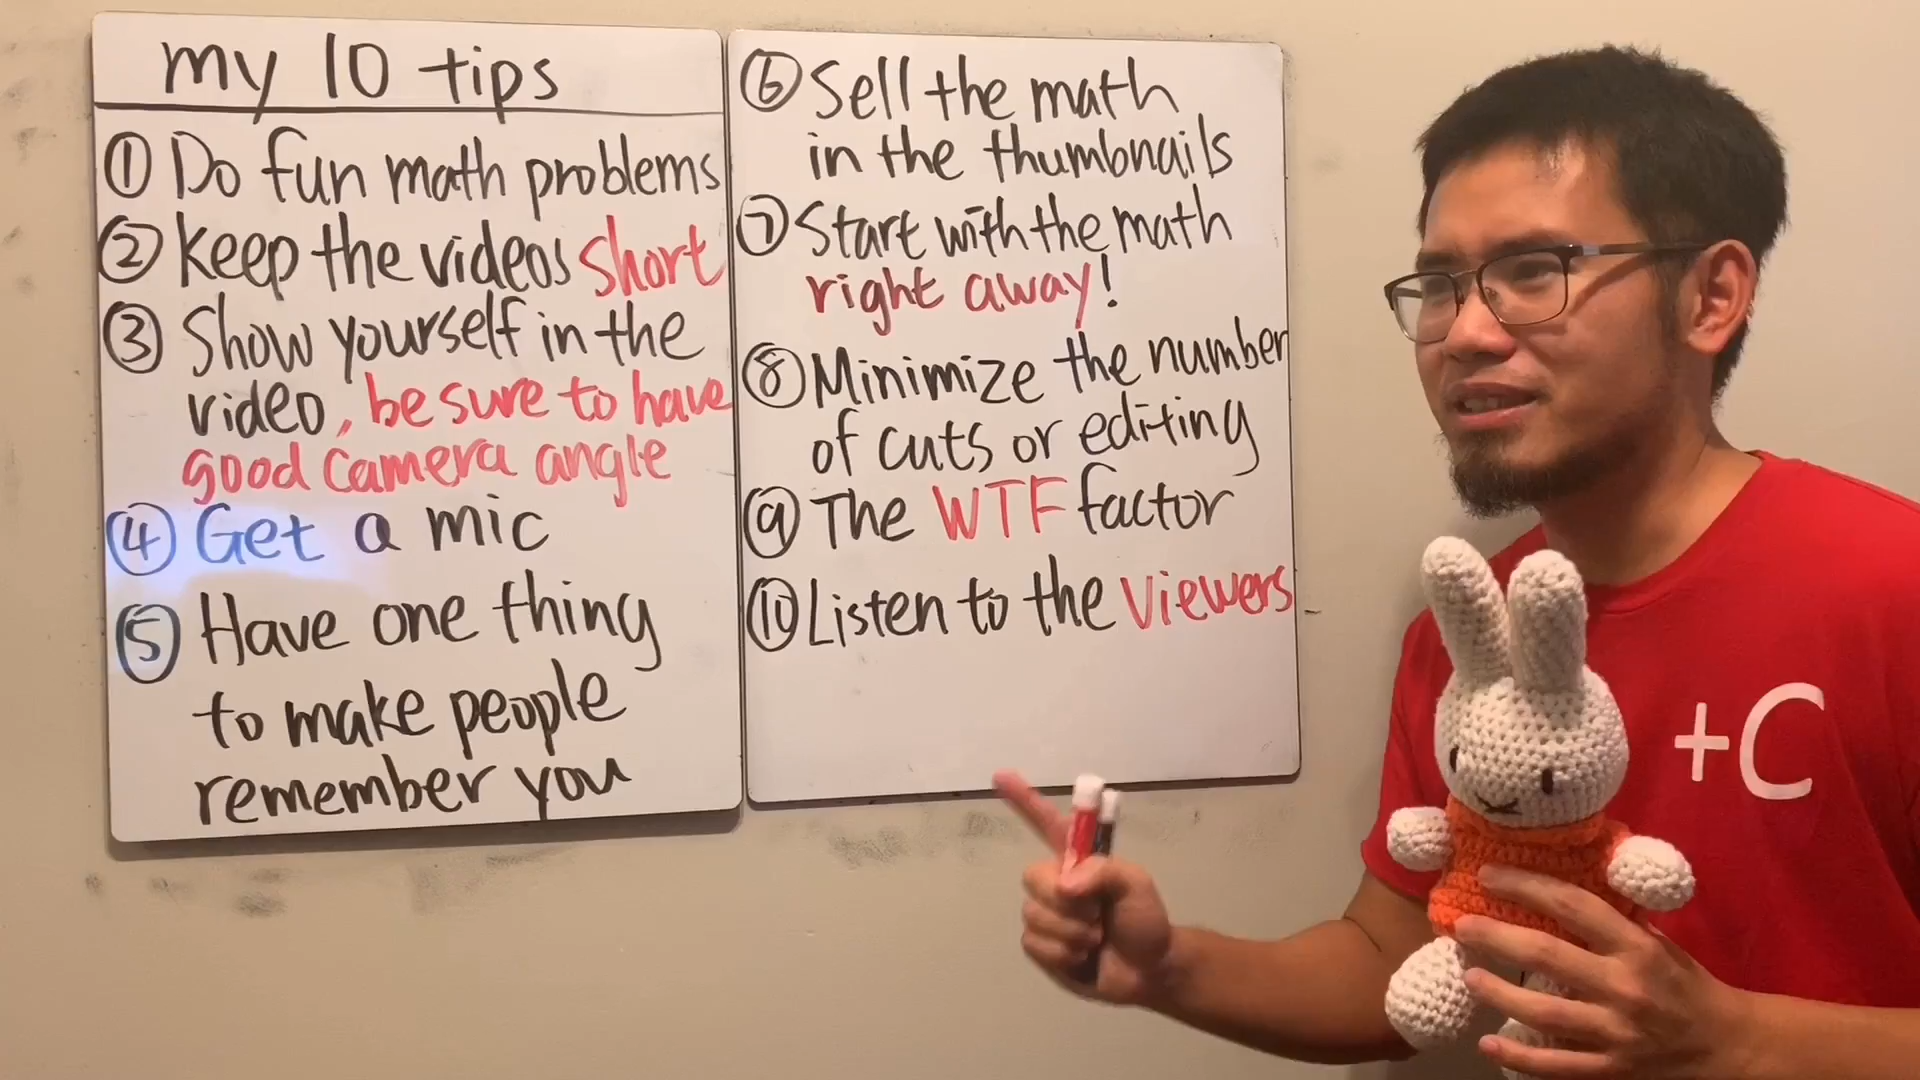 my 10 tips
① Do fun math problems
② Keep the videos short
③ Show yourself in the
video, be sure to have
good camera angle
④ Get a mic
⑤ Have one thing
to make people
remember you
⑥ Sell the math
in the thumbnails
⑦ Start with the math
right away!
⑧ Minimize the number
of cuts or editing
⑨ The WTF factor
⑩ Listen to the viewers
+C